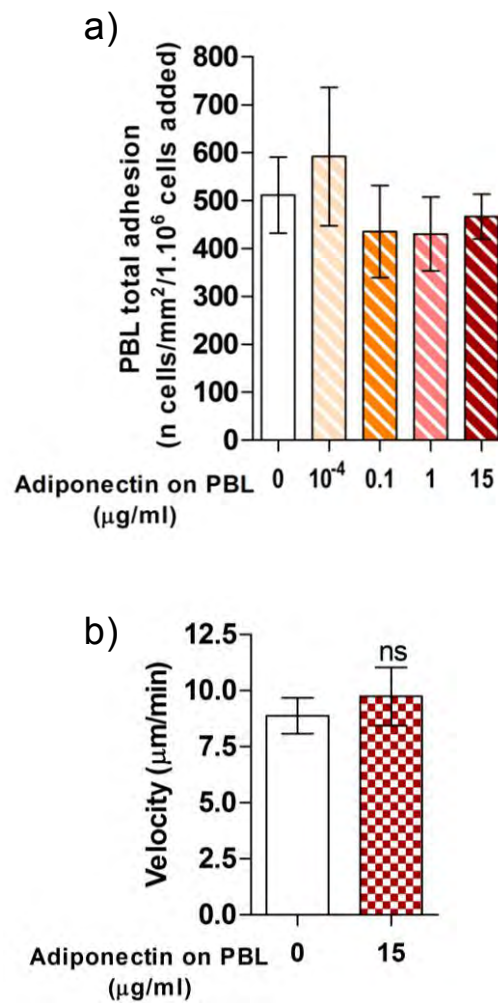 a)
PBL total adhesion
(n cells/mm²/1.10⁶ cells added)
800
700
600
500
400
300
200
100
0
Adiponectin on PBL 0 10⁻⁴ 0.1 1 15
(µg/ml)
b)
Velocity (µm/min)
12.5
10.0
7.5
5.0
2.5
0.0
ns
Adiponectin on PBL 0 15
(µg/ml)